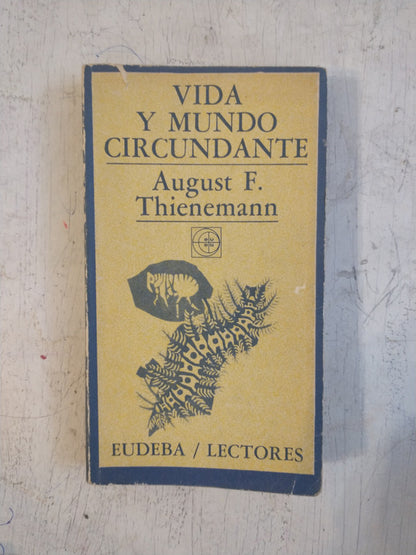 VIDA
Y MUNDO
CIRCUNDANTE
August F.
Thienemann
EUDEBA / LECTORES